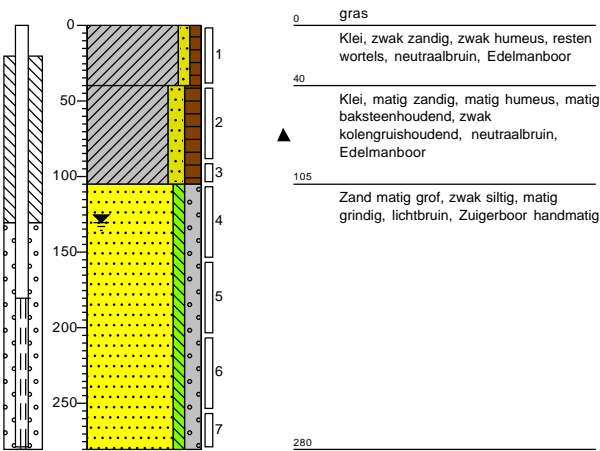 0
50
100
150
200
250
1
2
3
4
5
6
7
0
gras
Klei, zwak zandig, zwak humeus, resten
wortels, neutraalbruin, Edelmanboor
40
Klei, matig zandig, matig humeus, matig
baksteenhoudend, zwak
kolengruishoudend, neutraalbruin,
Edelmanboor
105
Zand matig grof, zwak siltig, matig
grindig, lichtbruin, Zuigerboor handmatig
280